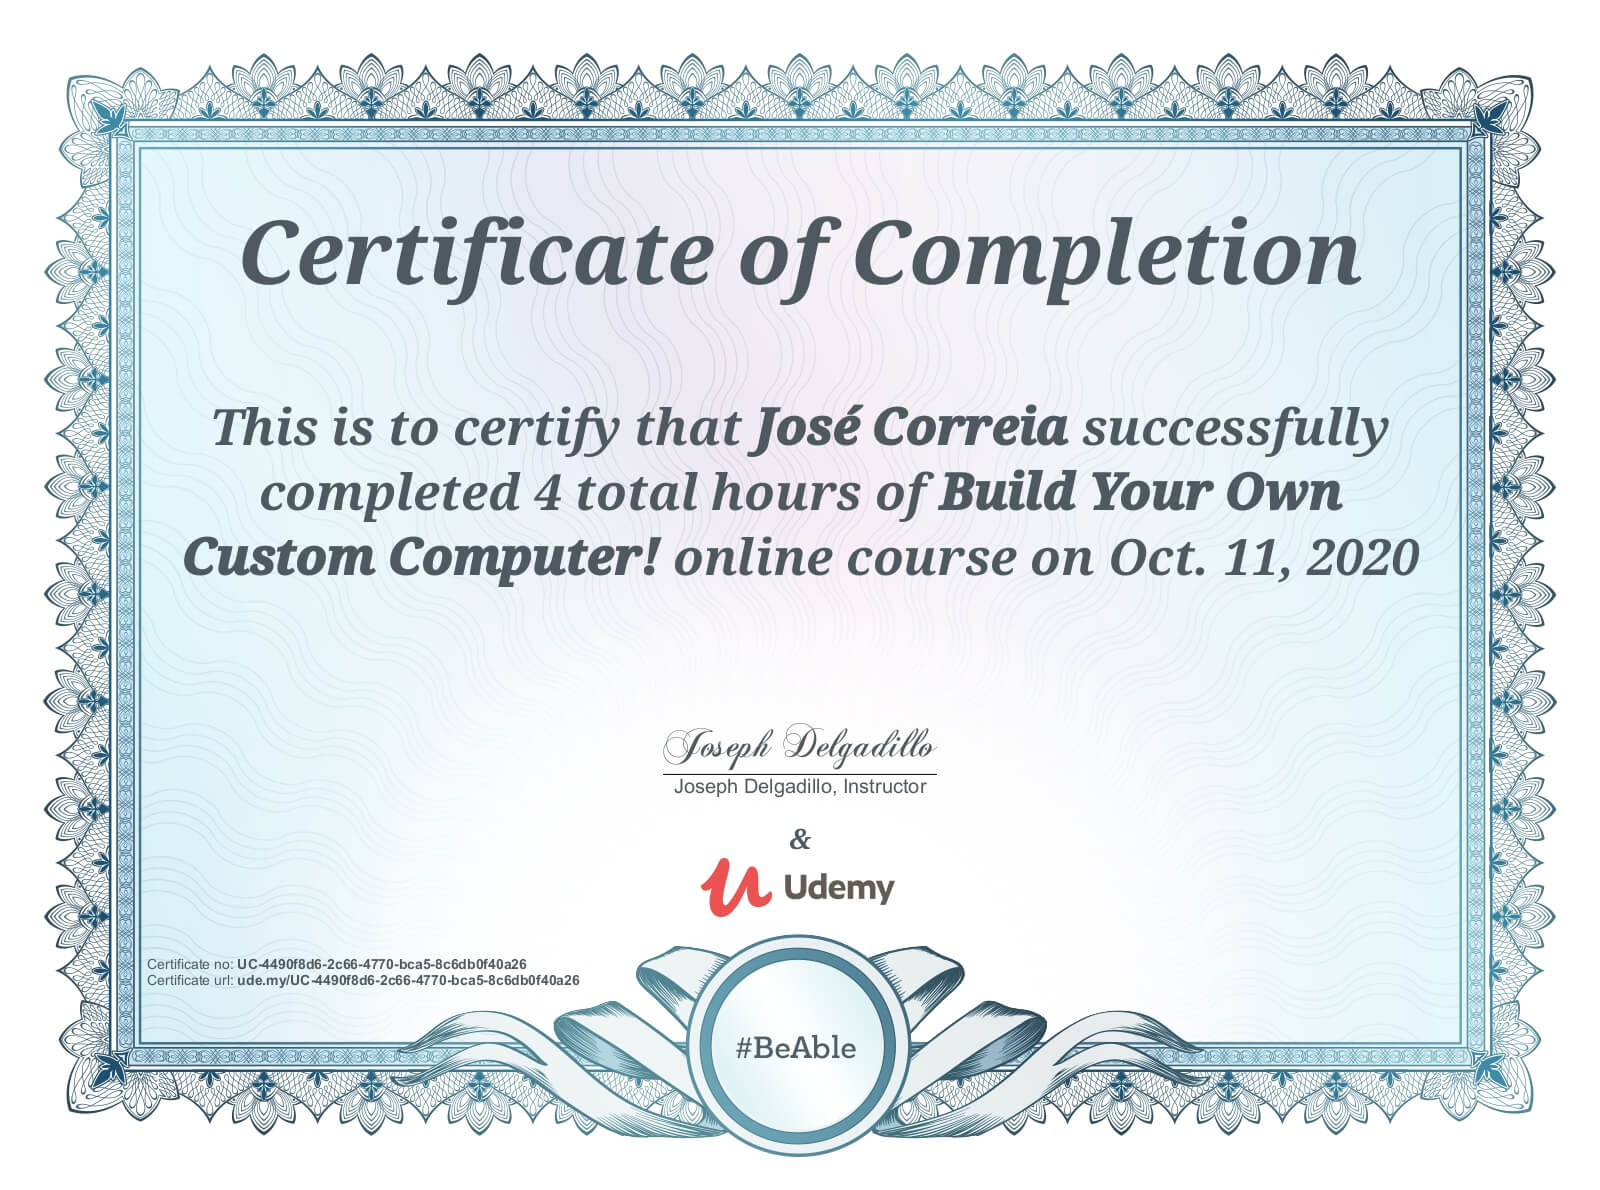 Certificate of Completion
This is to certify that José Correia successfully
completed 4 total hours of Build Your Own
Custom Computer! online course on Oct. 11, 2020
Joseph Delgadillo
Joseph Delgadillo, Instructor
&
Udemy
Certificate no: UC-4490f8d6-2c66-4770-bca5-8c6db0f40a26
Certificate url: ude.my/UC-4490f8d6-2c66-4770-bca5-8c6db0f40a26
#BeAble